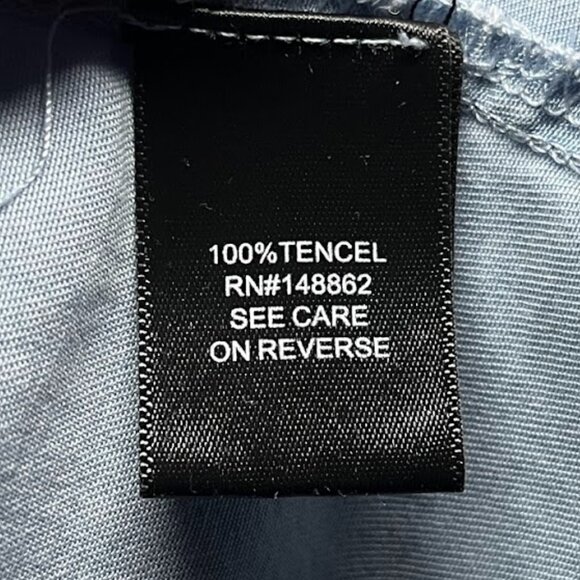 100%TENCEL
RN#148862
SEE CARE
ON REVERSE